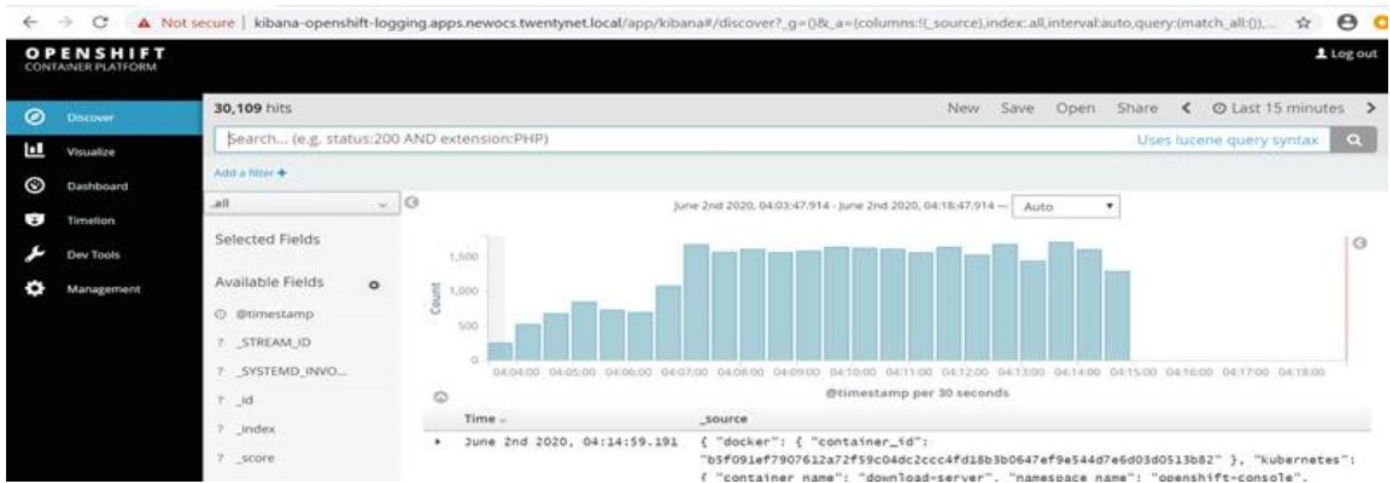 Not secure | kibana-openshift-logging.apps.newocs.twentynet.local/app/kibana#/discover?_g=()&_a=(columns:!(_source),index:.all,interval:auto,query:(match_all:()),...
OPENSHIFT
CONTAINER PLATFORM
Log out
Discover
Visualize
Dashboard
Timelion
Dev Tools
Management
30,109 hits
New Save Open Share Last 15 minutes
Search... (e.g. status:200 AND extension:PHP)
Uses lucene query syntax
Add a filter +
.all
June 2nd 2020, 04:03:47.914 - June 2nd 2020, 04:18:47.914 — Auto
Selected Fields
Available Fields
@timestamp
? _STREAM_ID
? _SYSTEMD_INVO...
? _id
? _index
? _score
Count
1,500
1,000
500
0
04:04:00 04:05:00 04:06:00 04:07:00 04:08:00 04:09:00 04:10:00 04:11:00 04:12:00 04:13:00 04:14:00 04:15:00 04:16:00 04:17:00 04:18:00
@timestamp per 30 seconds
Time _source
June 2nd 2020, 04:14:59.191 { "docker": { "container_id":
"b5f091ef7907612a72f59c04dc2ccc4fd18b3b0647ef9e544d7e6d03d0513b82" }, "kubernetes":
{ "container_name": "download-server", "namespace_name": "openshift-console",